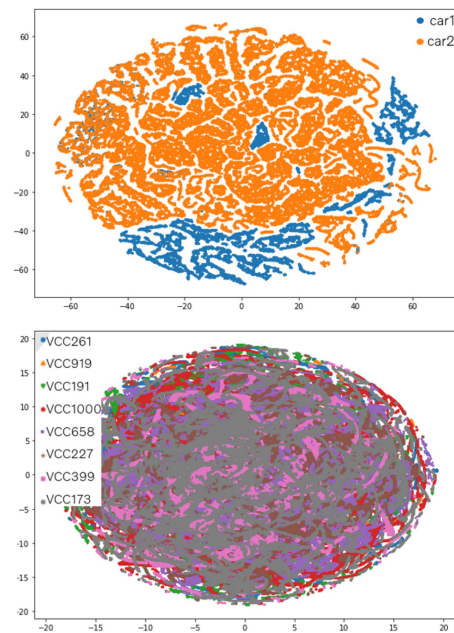 car1
car2
60
40
20
0
−20
−40
−60
−60 −40 −20 0 20 40 60
VCC261
VCC919
VCC191
VCC1000
VCC658
VCC227
VCC399
VCC173
20
15
10
5
0
−5
−10
−15
−20
−20 −15 −10 −5 0 5 10 15 20